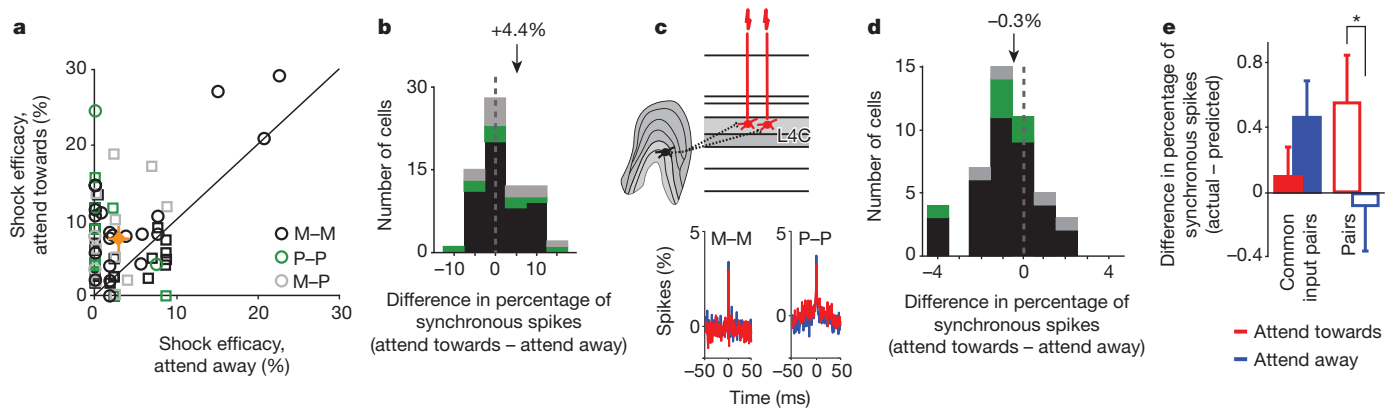 a
Shock efficacy,
attend towards (%)
30
20
10
0
0
10
20
30
Shock efficacy,
attend away (%)
M–M
P–P
M–P
b
+4.4%
Number of cells
30
15
0
–10
0
10
Difference in percentage of
synchronous spikes
(attend towards – attend away)
c
L4C
M–M
P–P
Spikes (%)
5
0
5
0
–50
0
50
–50
0
50
Time (ms)
d
–0.3%
Number of cells
15
10
5
0
–4
0
4
Difference in percentage of
synchronous spikes
(attend towards – attend away)
e
*
Difference in percentage of
synchronous spikes
(actual – predicted)
0.4
0
–0.4
Common
input pairs
Pairs
Attend towards
Attend away